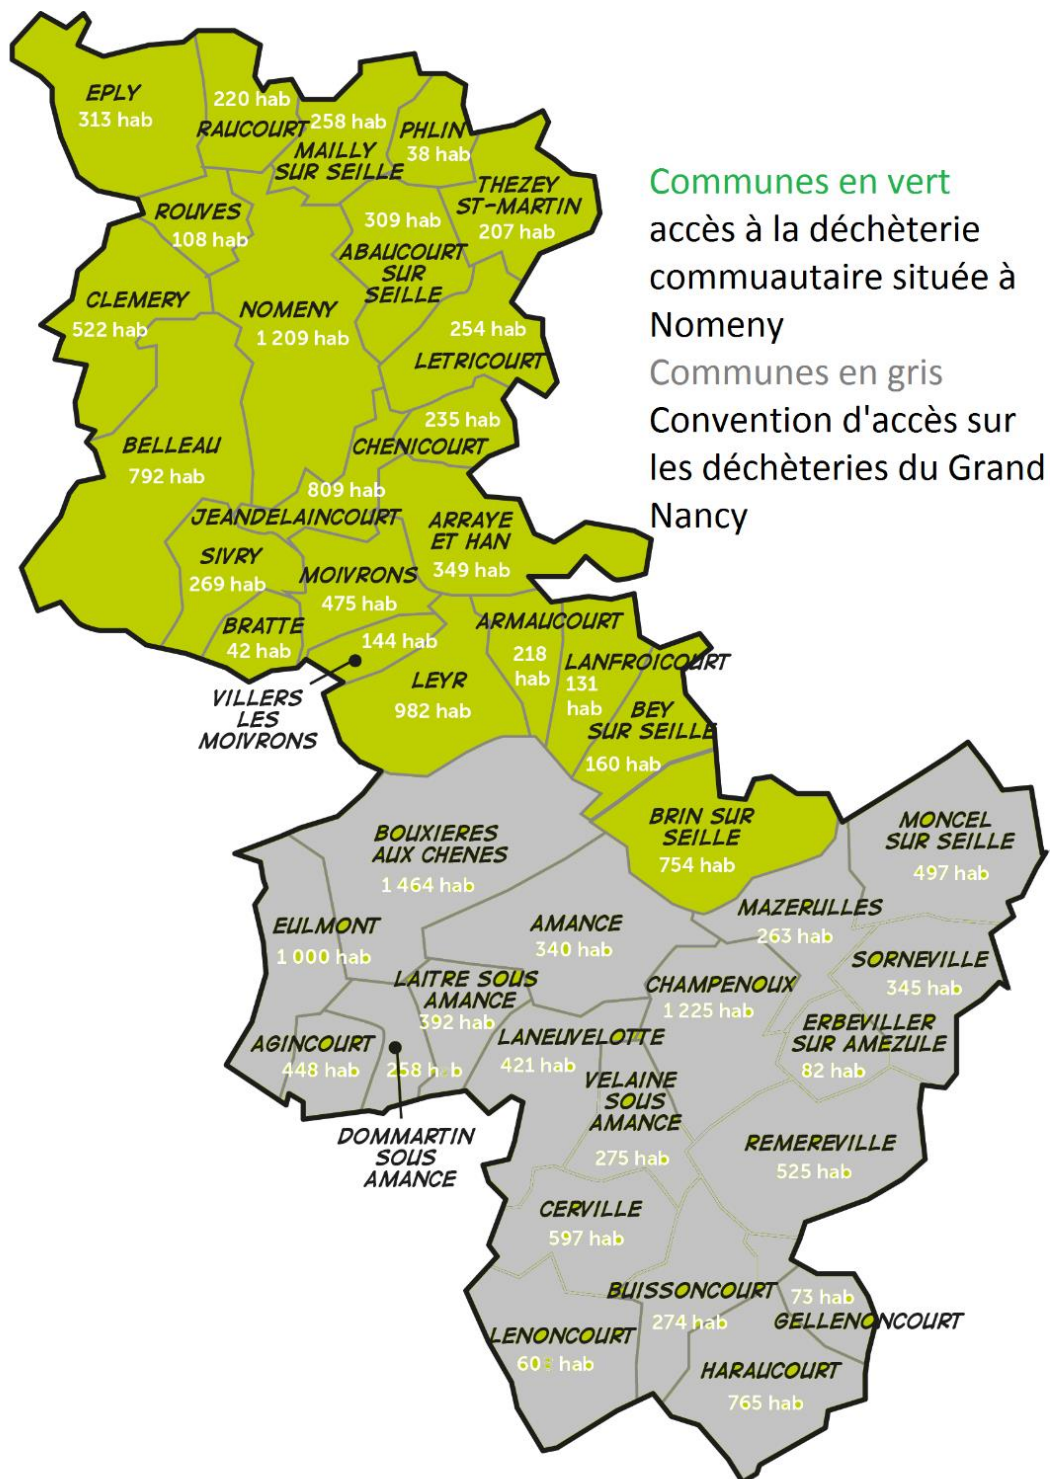 EPLY
313 hab
220 hab
RAUCOURT
258 hab
MAILLY
SUR SEILLE
PHLIN
38 hab
THEZEY
ST-MARTIN
207 hab
ROUVES
108 hab
309 hab
ABAUCOURT
SUR
SEILLE
CLEMERY
522 hab
NOMENY
1 209 hab
254 hab
LETRICOURT
235 hab
CHENICOURT
BELLEAU
792 hab
809 hab
JEANDELAINCOURT
ARRAYE
ET HAN
349 hab
SIVRY
269 hab
MOIVRONS
475 hab
BRATTE
42 hab
144 hab
VILLERS
LES
MOIVRONS
LEYR
982 hab
ARMAUCOURT
218
hab
LANFROICOURT
131
hab
BEY
SUR SEILLE
160 hab
BRIN SUR
SEILLE
754 hab
Communes en vert
accès à la déchèterie
commuautaire située à
Nomeny
Communes en gris
Convention d'accès sur
les déchèteries du Grand
Nancy
BOUXIERES
AUX CHENES
1 464 hab
MONCEL
SUR SEILLE
497 hab
EULMONT
1 000 hab
AMANCE
340 hab
MAZERULLES
263 hab
SORNEVILLE
345 hab
LAITRE SOUS
AMANCE
392 hab
CHAMPENOUX
1 225 hab
ERBEVILLER
SUR AMEZULE
82 hab
AGINCOURT
448 hab
258 hab
DOMMARTIN
SOUS
AMANCE
LANEUVELOTTE
421 hab
VELAINE
SOUS
AMANCE
275 hab
REMEREVILLE
525 hab
CERVILLE
597 hab
BUISSONCOURT
274 hab
73 hab
GELLENONCOURT
LENONCOURT
hab
HARAUCOURT
765 hab